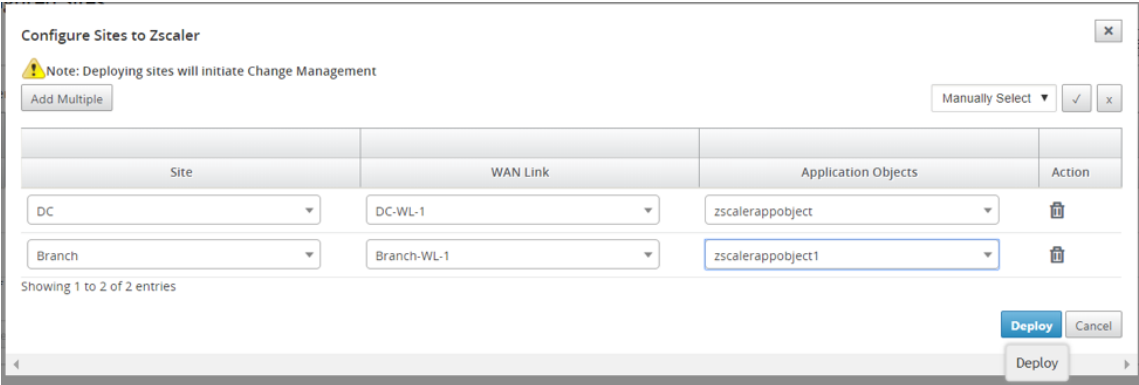 Configure Sites to Zscaler
x
Note: Deploying sites will initiate Change Management
Add Multiple
Manually Select
x
Site WAN Link Application Objects Action
DC DC-WL-1 zscalerappobject
Branch Branch-WL-1 zscalerappobject1
Showing 1 to 2 of 2 entries
Deploy Cancel
Deploy